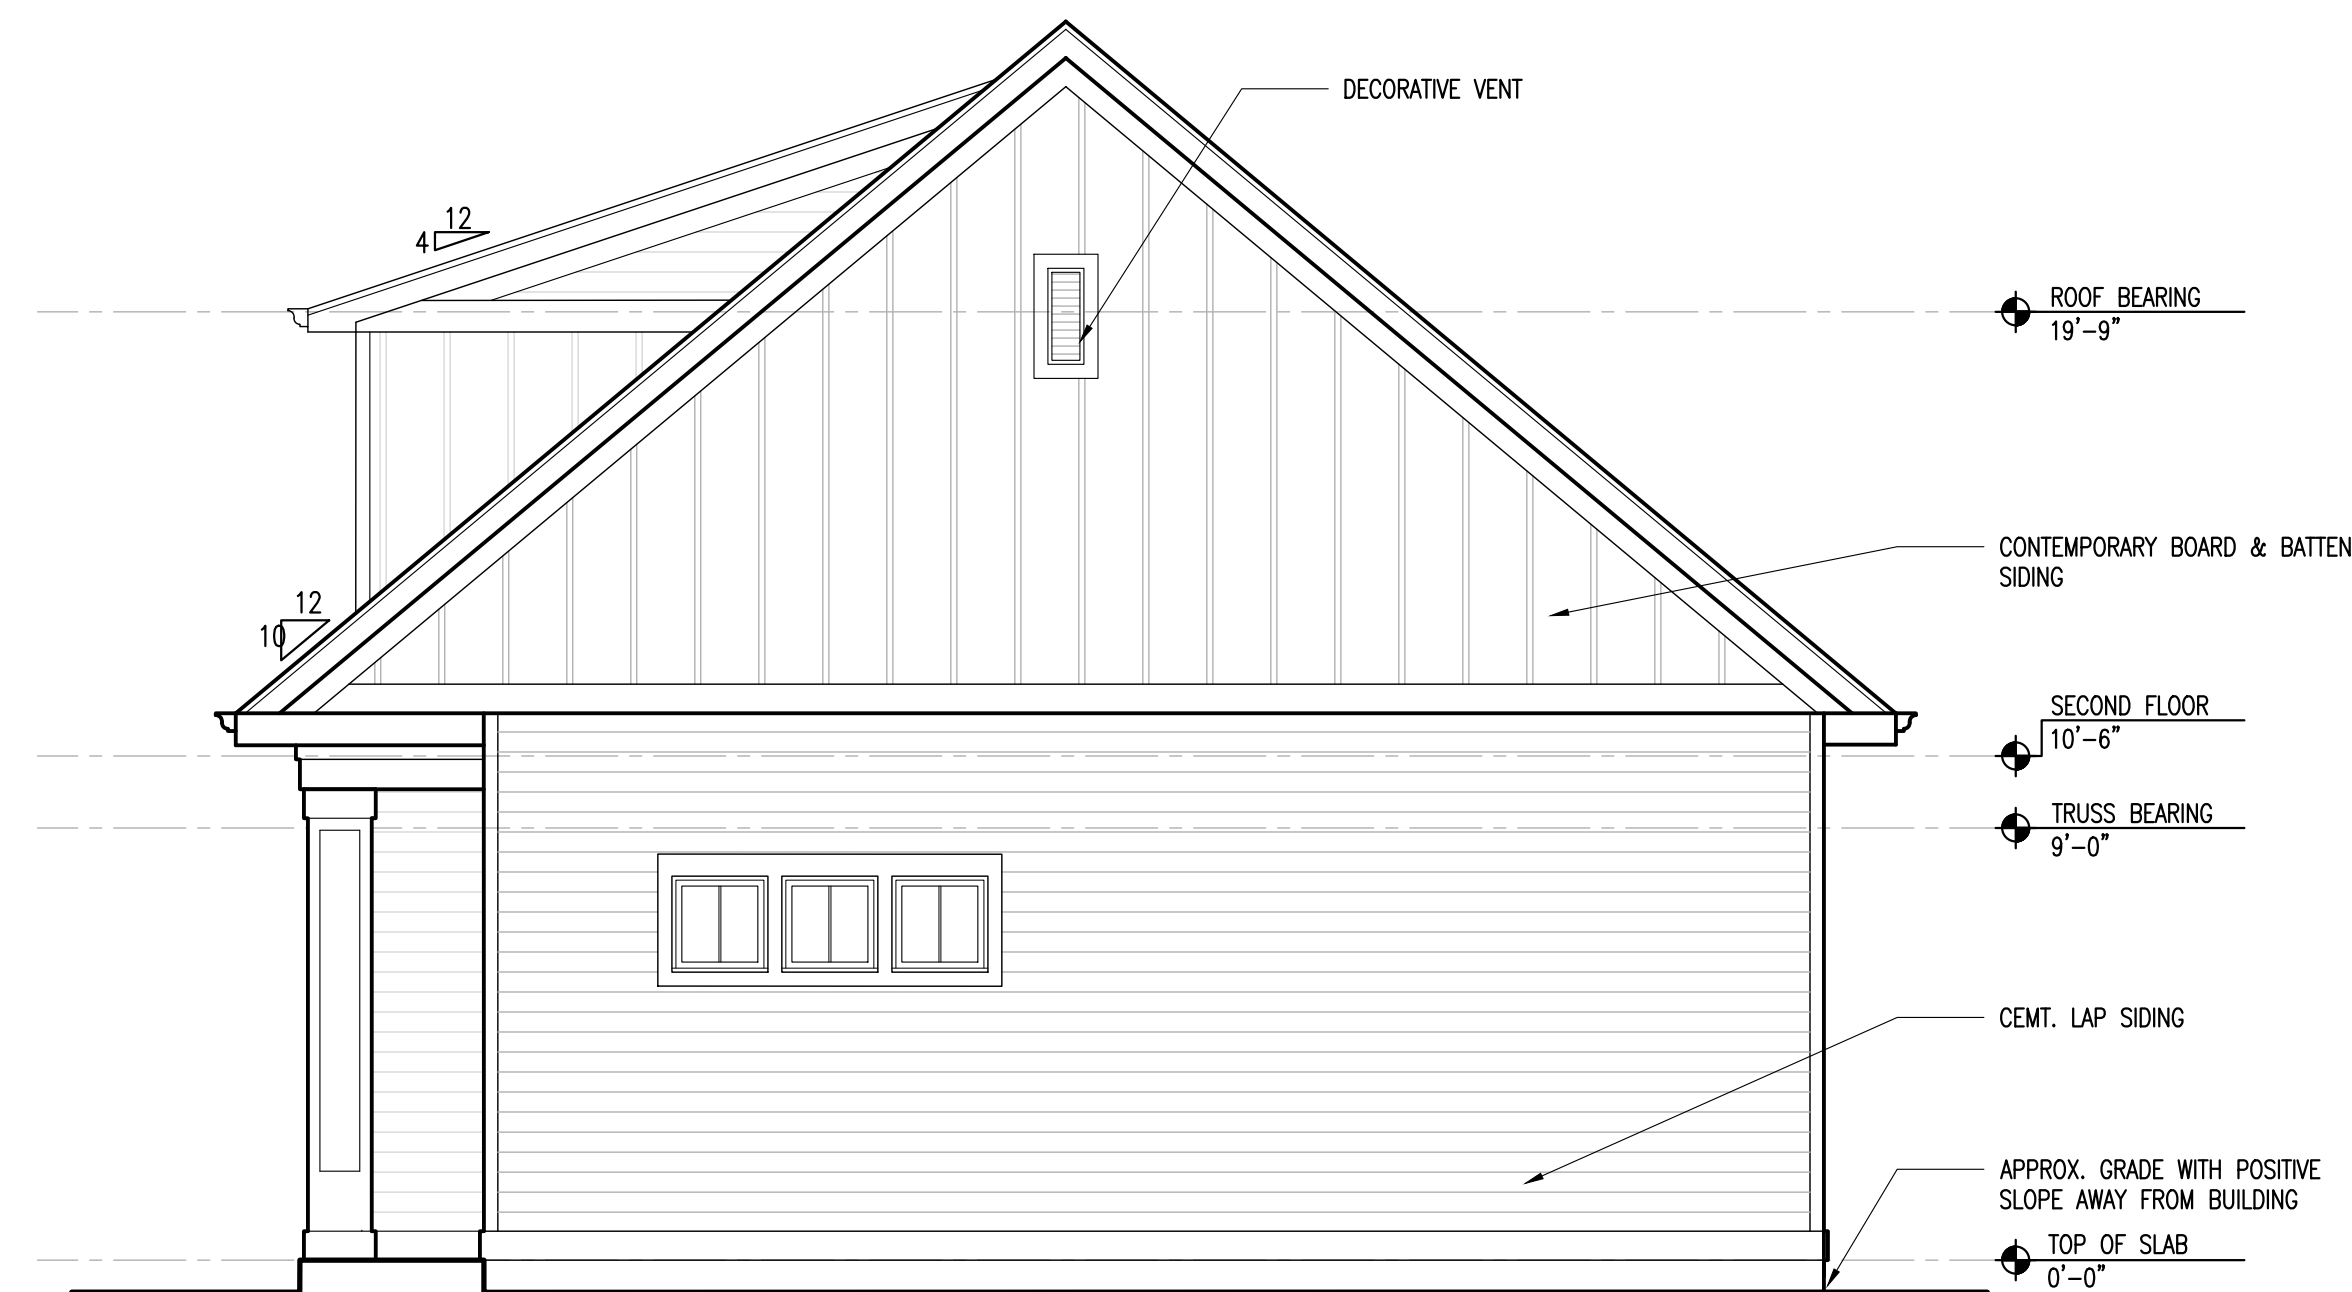 DECORATIVE VENT
12
4
ROOF BEARING
19'-9"
CONTEMPORARY BOARD & BATTEN
SIDING
12
10
SECOND FLOOR
10'-6"
TRUSS BEARING
9'-0"
CEMT. LAP SIDING
APPROX. GRADE WITH POSITIVE
SLOPE AWAY FROM BUILDING
TOP OF SLAB
0'-0"